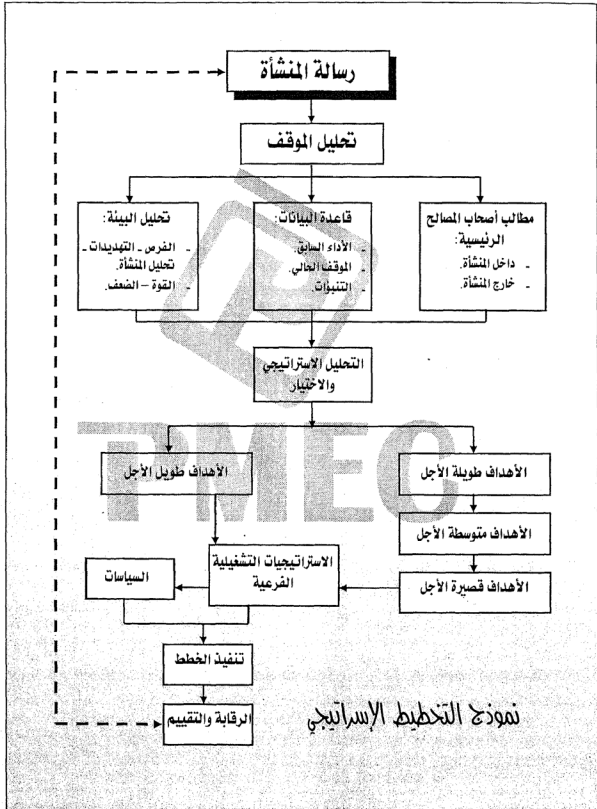 رسالة المنشأة
تحليل الموقف
مطالب أصحاب المصالح
الرئيسية:
- داخل المنشأة.
- خارج المنشأة.
قاعدة البيانات:
- الأداء السابق.
- الموقف الحالي.
- التنبؤات.
تحليل البيئة:
- الفرص - التهديدات -
تحليل المنشأة.
- القوة - الضعف.
التحليل الاستراتيجي
والاختيار
الأهداف طويلة الأجل
الأهداف طويل الأجل
الأهداف متوسطة الأجل
الأهداف قصيرة الأجل
الاستراتيجيات التشغيلية
الفرعية
السياسات
تنفيذ الخطط
الرقابة والتقييم
نموذج التخطيط الإسراتيجي
PMEC